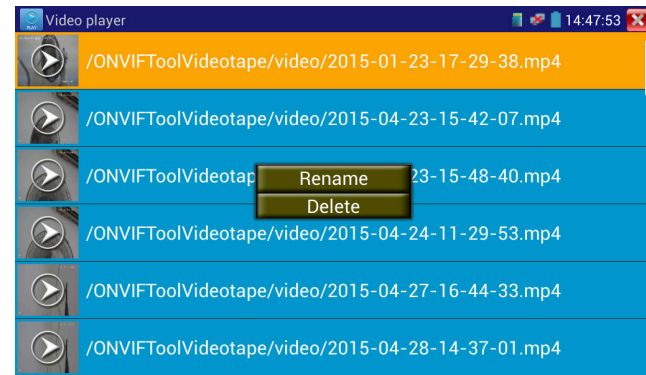 PLAY
Video player
14:47:53
/ONVIFToolVideotape/video/2015-01-23-17-29-38.mp4
/ONVIFToolVideotape/video/2015-04-23-15-42-07.mp4
/ONVIFToolVideotap 23-15-48-40.mp4
Rename
Delete
/ONVIFToolVideotape/video/2015-04-24-11-29-53.mp4
/ONVIFToolVideotape/video/2015-04-27-16-44-33.mp4
/ONVIFToolVideotape/video/2015-04-28-14-37-01.mp4